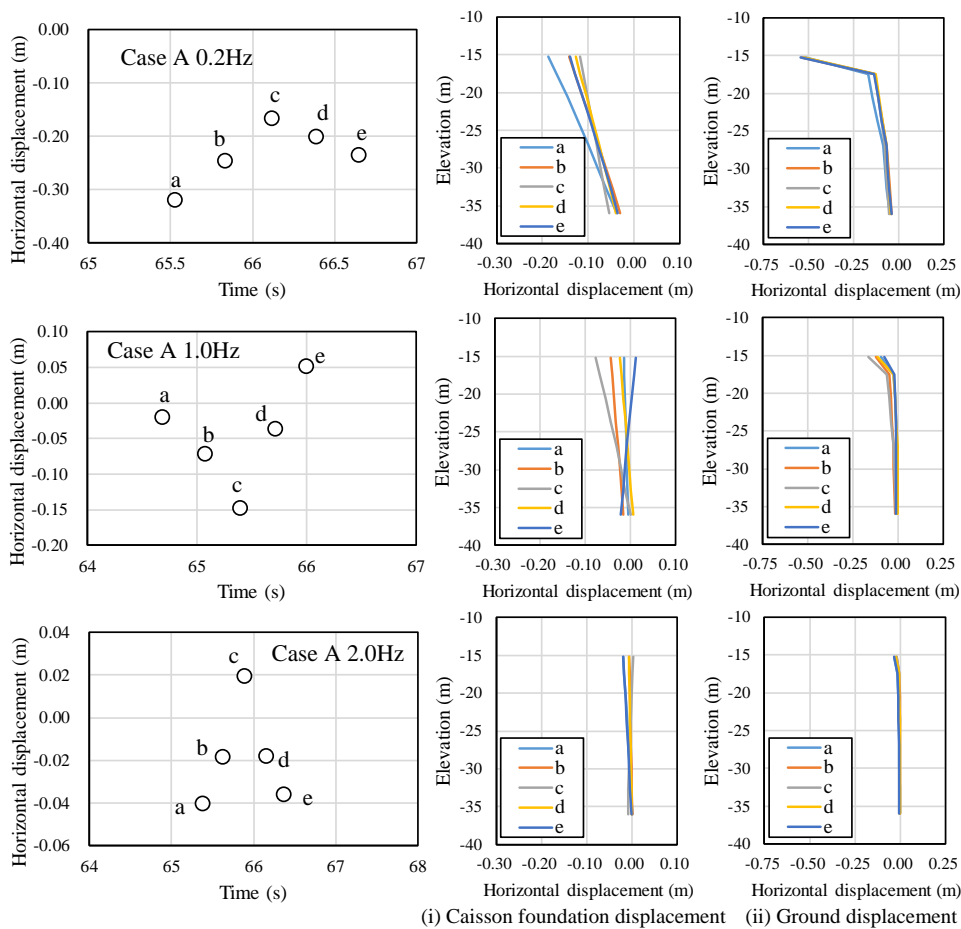 Case A 0.2Hz
Horizontal displacement (m)
0.00
-0.10
-0.20
-0.30
-0.40
a
b
c
d
e
65
65.5
66
66.5
67
Time (s)
Elevation (m)
-10
-15
-20
-25
-30
-35
-40
a
b
c
d
e
-0.30 -0.20 -0.10 0.00 0.10
Horizontal displacement (m)
Elevation (m)
-10
-15
-20
-25
-30
-35
-40
a
b
c
d
e
-0.75 -0.50 -0.25 0.00 0.25
Horizontal displacement (m)
Case A 1.0Hz
Horizontal displacement (m)
0.10
0.05
0.00
-0.05
-0.10
-0.15
-0.20
a
b
c
d
e
64
65
66
67
Time (s)
Elevation (m)
-10
-15
-20
-25
-30
-35
-40
a
b
c
d
e
-0.30 -0.20 -0.10 0.00 0.10
Horizontal displacement (m)
Elevation (m)
-10
-15
-20
-25
-30
-35
-40
a
b
c
d
e
-0.75 -0.50 -0.25 0.00 0.25
Horizontal displacement (m)
Case A 2.0Hz
Horizontal displacement (m)
0.04
0.02
0.00
-0.02
-0.04
-0.06
a
b
c
d
e
64
65
66
67
68
Time (s)
Elevation (m)
-10
-15
-20
-25
-30
-35
-40
a
b
c
d
e
-0.30 -0.20 -0.10 0.00 0.10
Horizontal displacement (m)
Elevation (m)
-10
-15
-20
-25
-30
-35
-40
a
b
c
d
e
-0.75 -0.50 -0.25 0.00 0.25
Horizontal displacement (m)
(i) Caisson foundation displacement
(ii) Ground displacement